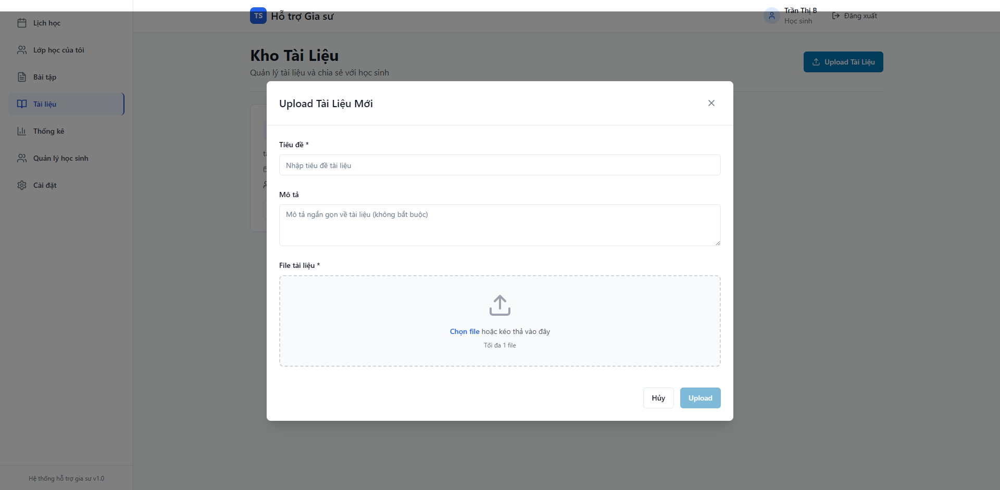 Lịch học
Lớp học của tôi
Bài tập
Tài liệu
Thống kê
Quản lý học sinh
Cài đặt
Hệ thống hỗ trợ gia sư v1.0
TS Hỗ trợ Gia sư
Trần Thị B
Học sinh
Đăng xuất
Kho Tài Liệu
Quản lý tài liệu và chia sẻ với học sinh
Upload Tài Liệu
Upload Tài Liệu Mới
Tiêu đề *
Nhập tiêu đề tài liệu
Mô tả
Mô tả ngắn gọn về tài liệu (không bắt buộc)
File tài liệu *
Chọn file hoặc kéo thả vào đây
Tối đa 1 file
Hủy
Upload